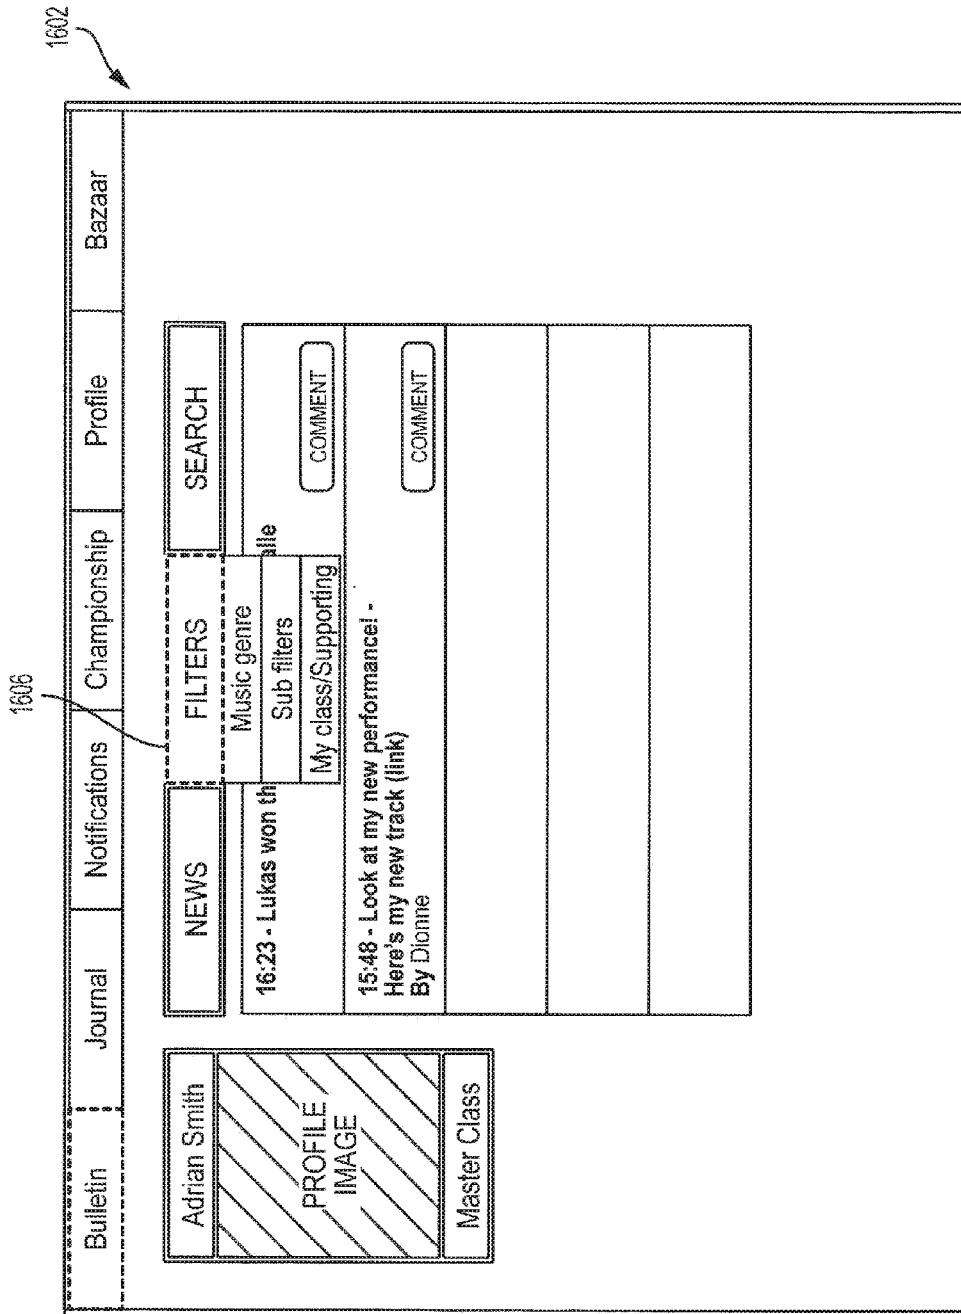 1602
Bulletin
Journal
Notifications
Championship
Profile
Bazaar
1606
Adrian Smith
PROFILE
IMAGE
Master Class
NEWS
FILTERS
SEARCH
Music genre
Sub filters
My class/Supporting
16:23 - Lukas won th alle
COMMENT
15:48 - Look at my new performance! -
Here's my new track (link)
By Dionne
COMMENT